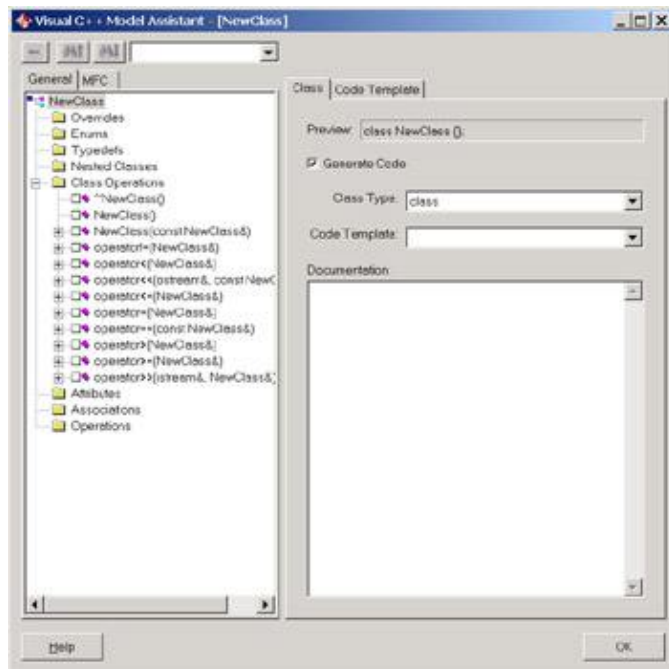 Visual C++ Model Assistant - [NewClass]
General MFC
NewClass
Overrides
Enums
Typedefs
Nested Classes
Class Operations
~NewClass()
NewClass()
NewClass(const NewClass&)
operator!=(NewClass&)
operator<(NewClass&)
operator<<(ostream&, const NewC
operator<=(NewClass&)
operator=(NewClass&)
operator==(const NewClass&)
operator>(NewClass&)
operator>=(NewClass&)
operator>>(istream&, NewClass&)
Attributes
Associations
Operations
Class Code Template
Preview: class NewClass {};
Generate Code
Class Type: class
Code Template:
Documentation
Help
OK